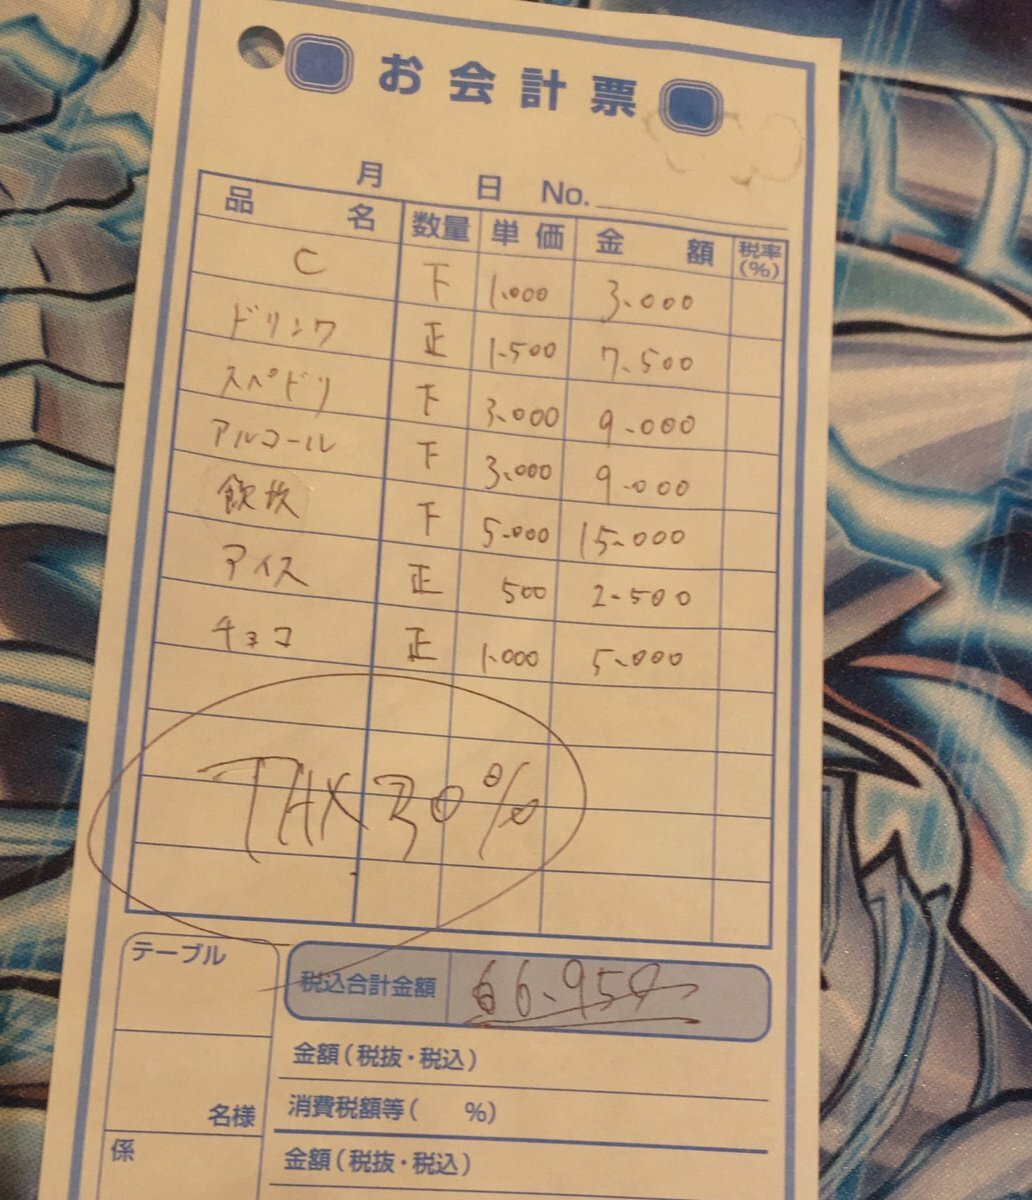 お会計票
月 日 No.
品名 数量 単価 金額 税率(%)
C 下 1.000 3.000
ドリンク 正 1.500 7.500
スペドリ 下 3.000 9.000
アルコール 下 3.000 9.000
飲放 下 5.000 15.000
アイス 正 500 2.500
チョコ 正 1.000 5.000
TAX 30%
テーブル
税込合計金額 66.950
金額(税抜・税込)
名様
消費税額等( %)
係
金額(税抜・税込)